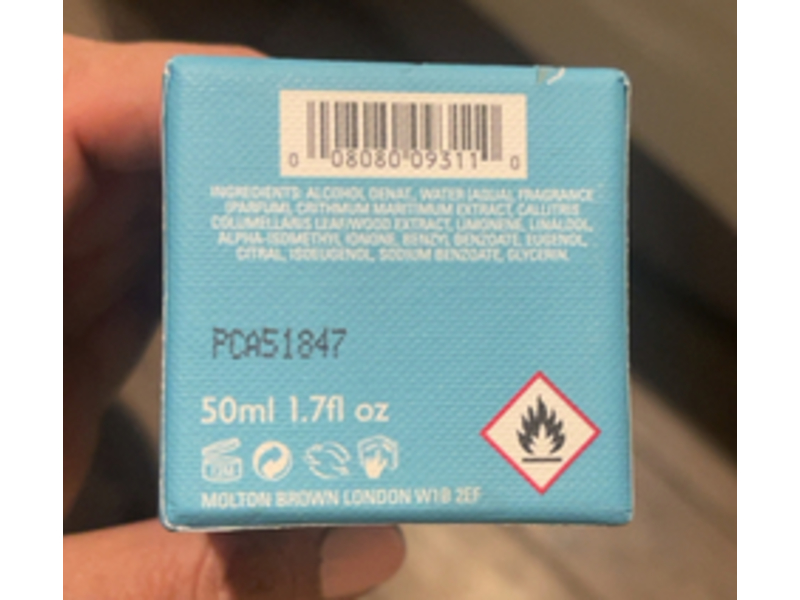 0 08080 09311 0
INGREDIENTS: ALCOHOL DENAT., WATER (AQUA), FRAGRANCE
(PARFUM), CRITHMUM MARITIMUM EXTRACT, CALLITRIS
COLUMELLARIS LEAF/WOOD EXTRACT, LIMONENE, LINALOOL,
ALPHA-ISOMETHYL IONONE, BENZYL BENZOATE, EUGENOL,
CITRAL, ISOEUGENOL, SODIUM BENZOATE, GLYCERIN.
PCA51847
50ml 1.7fl oz
MOLTON BROWN LONDON W1B 2EF